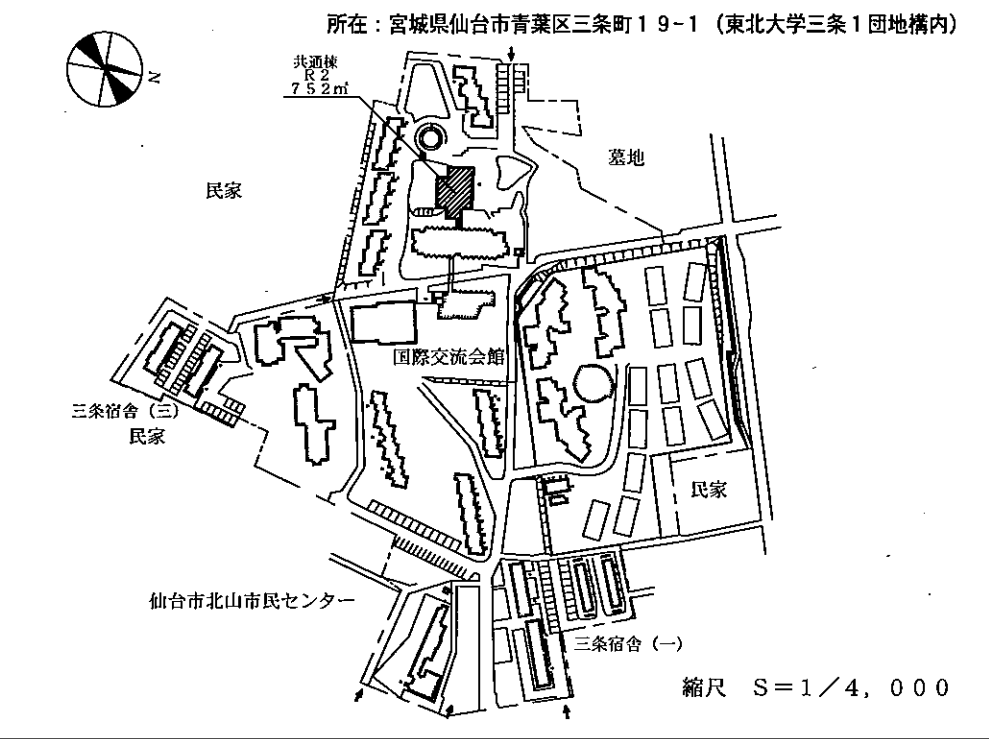 所在：宮城県仙台市青葉区三条町１９-１（東北大学三条１団地構内）
共通棟
Ｒ２
７５２㎡
N
墓地
民家
国際交流会館
三条宿舎（三）
民家
民家
仙台市北山市民センター
三条宿舎（一）
縮尺　Ｓ＝１／４，０００